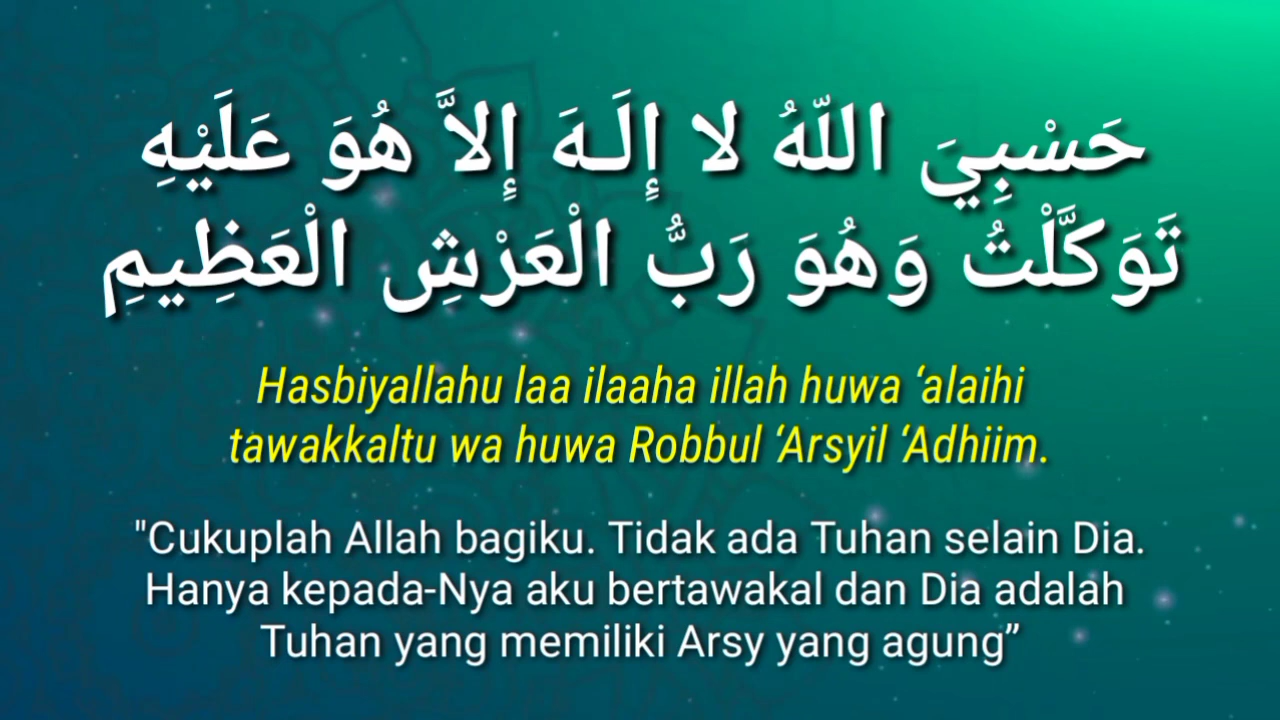 حَسْبِيَ اللّهُ لا إِلَـهَ إِلاَّ هُوَ عَلَيْهِ
تَوَكَّلْتُ وَهُوَ رَبُّ الْعَرْشِ الْعَظِيمِ
Hasbiyallahu laa ilaaha illah huwa ‘alaihi
tawakkaltu wa huwa Robbul ‘Arsyil ‘Adhiim.
"Cukuplah Allah bagiku. Tidak ada Tuhan selain Dia.
Hanya kepada-Nya aku bertawakal dan Dia adalah
Tuhan yang memiliki Arsy yang agung”